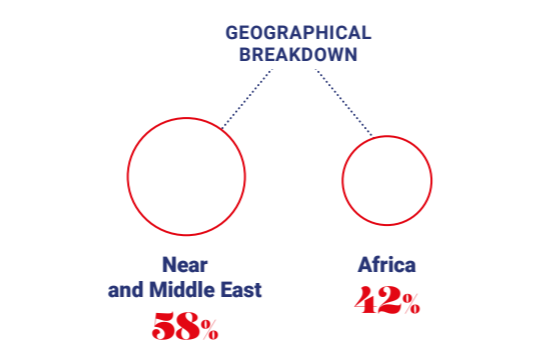 GEOGRAPHICAL
BREAKDOWN
Near
and Middle East
58%
Africa
42%